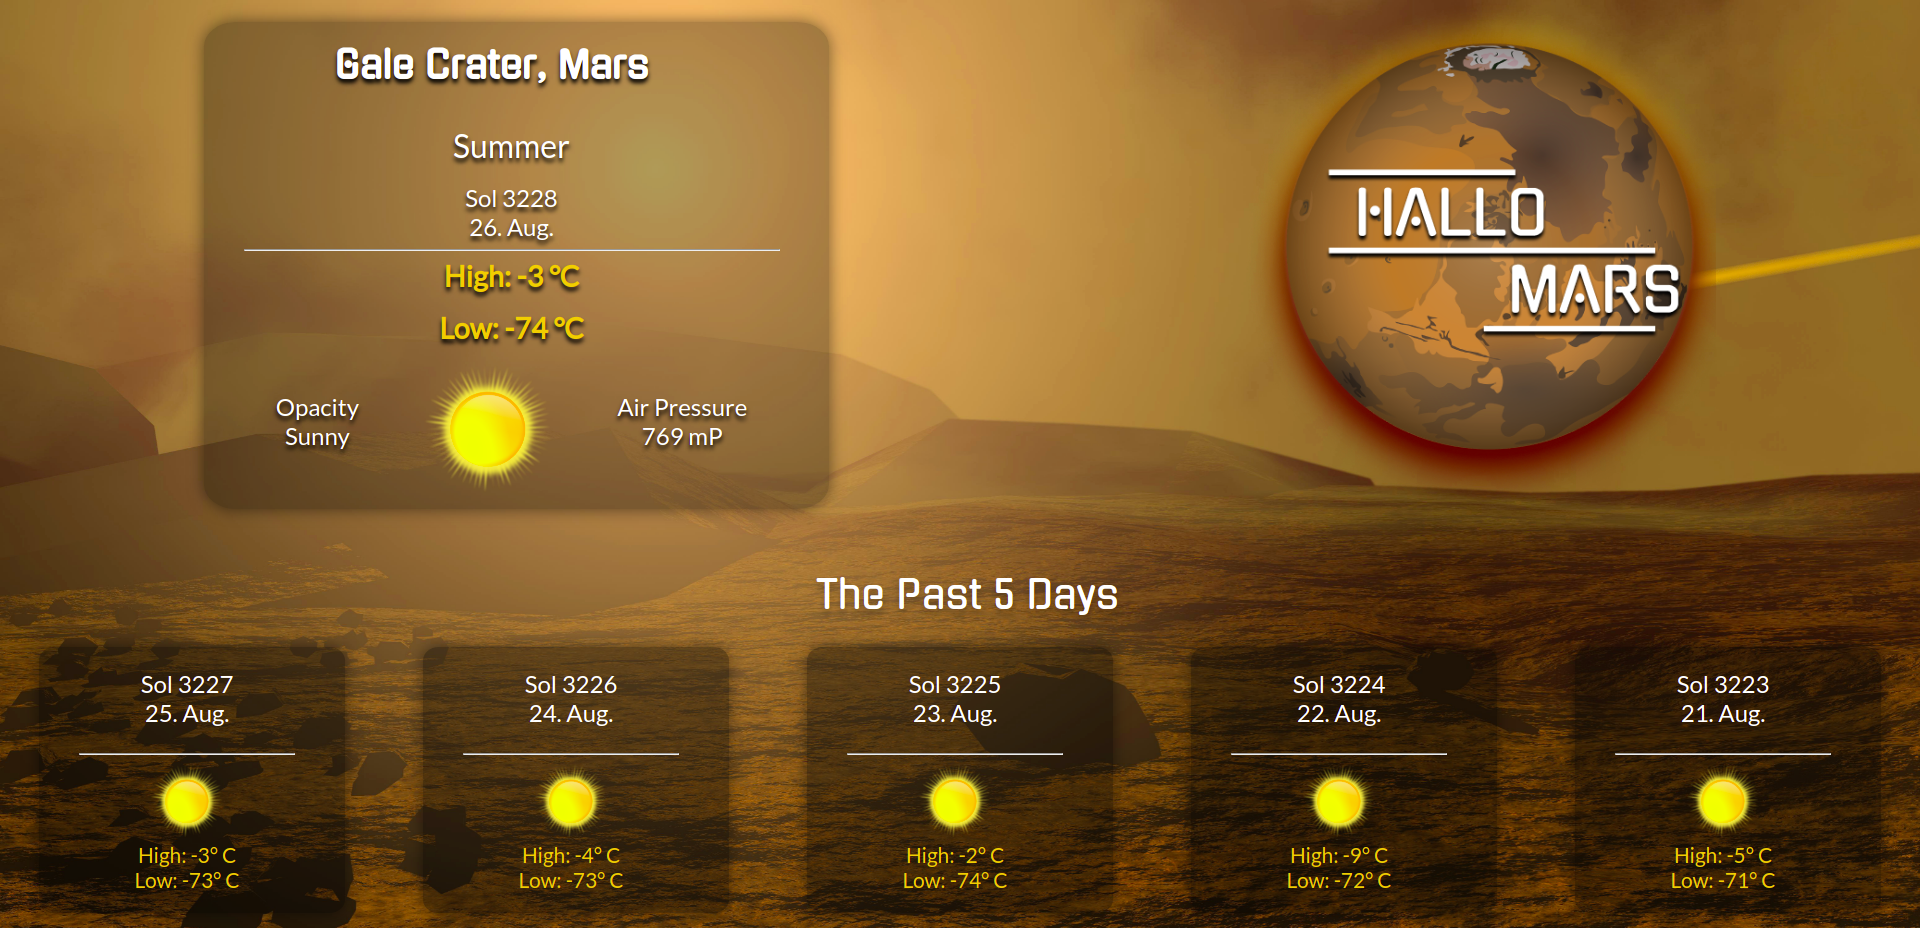 Gale Crater, Mars
Summer
Sol 3228
26. Aug.
High: -3 °C
Low: -74 °C
Opacity
Sunny
Air Pressure
769 mP
HALLO
MARS
The Past 5 Days
Sol 3227
25. Aug.
High: -3° C
Low: -73° C
Sol 3226
24. Aug.
High: -4° C
Low: -73° C
Sol 3225
23. Aug.
High: -2° C
Low: -74° C
Sol 3224
22. Aug.
High: -9° C
Low: -72° C
Sol 3223
21. Aug.
High: -5° C
Low: -71° C